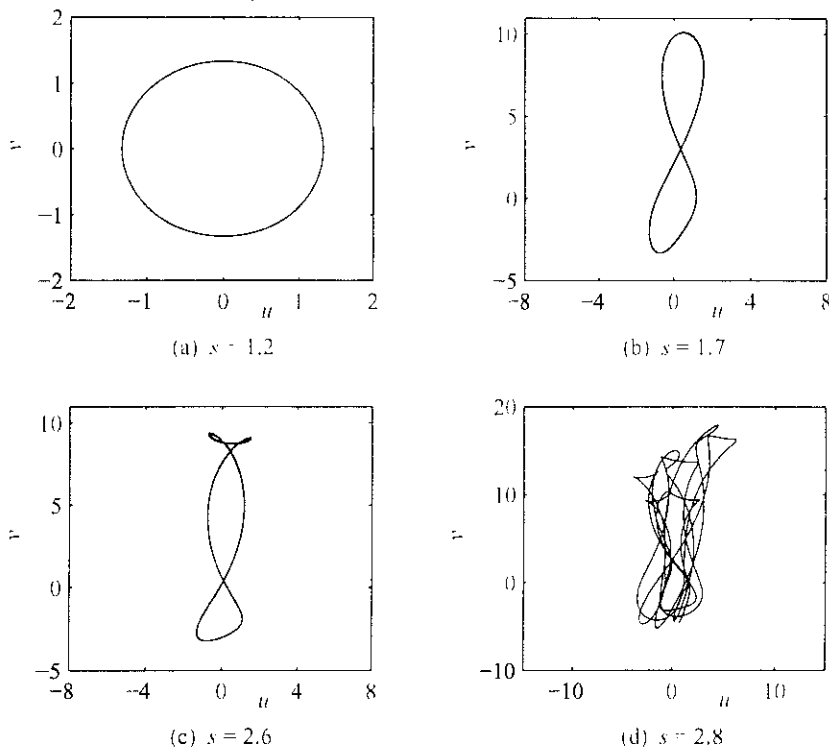 2
1
0
−1
−2
v
−2 −1 0 1 2
u
(a) s = 1.2
10
5
0
−5
v
−8 −4 0 4 8
u
(b) s = 1.7
10
5
0
−5
v
−8 −4 0 4 8
u
(c) s = 2.6
20
10
0
−10
v
−10 0 10
u
(d) s = 2.8